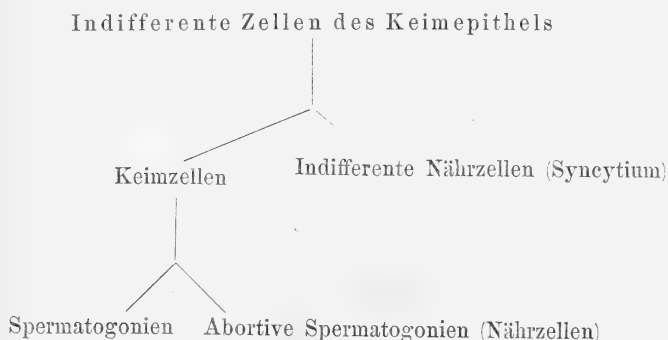 Indifferente Zellen des Keimepithels
Indifferente Nährzellen (Syncytium)
Keimzellen
Spermatogonien Abortive Spermatogonien (Nährzellen)